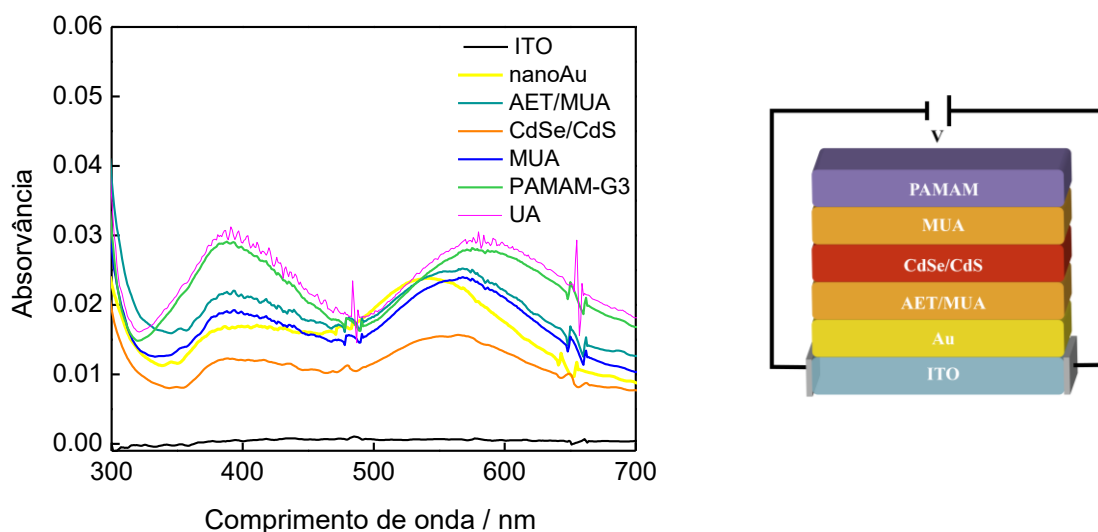 0.06
0.05
0.04
0.03
0.02
0.01
0.00
Absorvância
300
400
500
600
700
Comprimento de onda / nm
ITO
nanoAu
AET/MUA
CdSe/CdS
MUA
PAMAM-G3
UA
V
PAMAM
MUA
CdSe/CdS
AET/MUA
Au
ITO